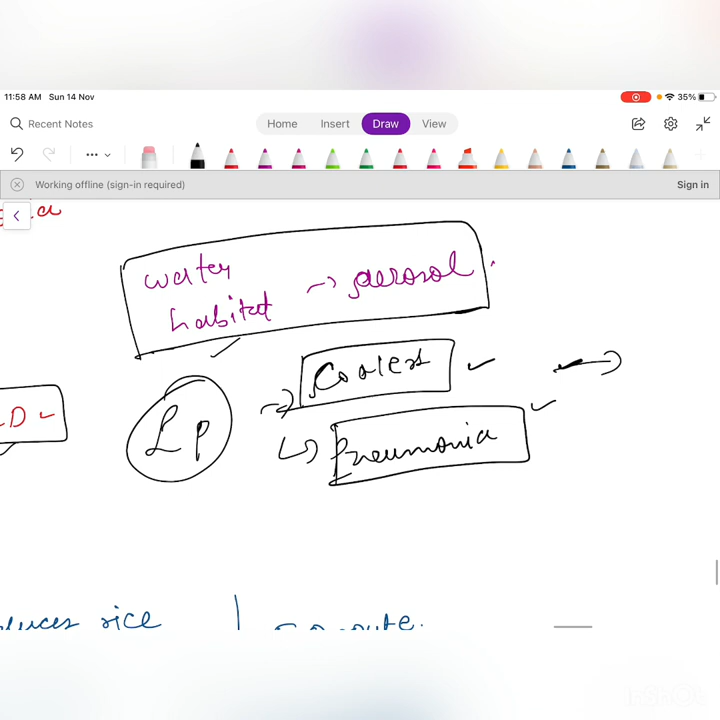 11:58 AM Sun 14 Nov
35%
Recent Notes
Home Insert Draw View
Working offline (sign-in required)
Sign in
water
habitat → aerosol
Coolers
D
Lp
Pneumonia
rice